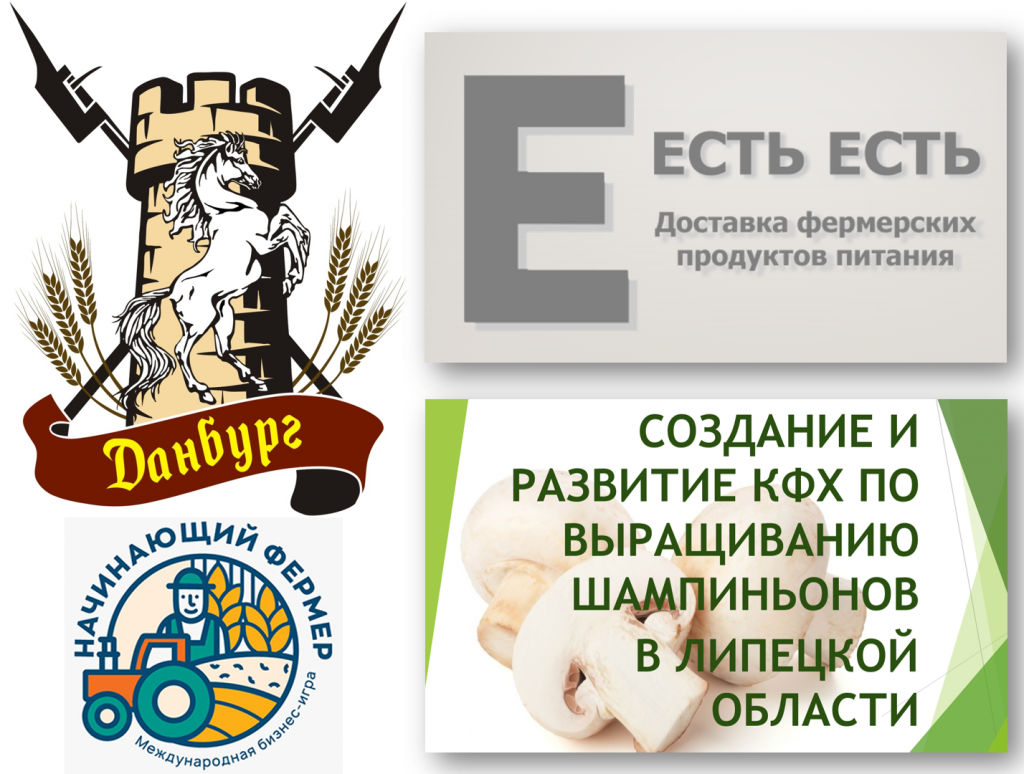 Данбург
Е
ЕСТЬ ЕСТЬ
Доставка фермерских
продуктов питания
НАЧИНАЮЩИЙ ФЕРМЕР
Международная бизнес-игра
СОЗДАНИЕ И
РАЗВИТИЕ КФХ ПО
ВЫРАЩИВАНИЮ
ШАМПИНЬОНОВ
В ЛИПЕЦКОЙ
ОБЛАСТИ